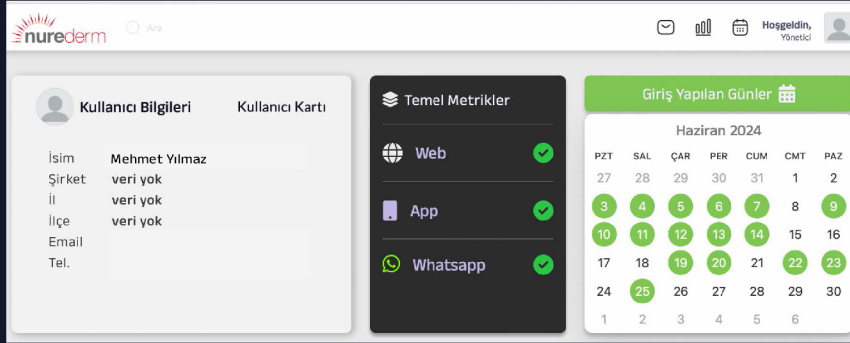 nurederm
Ara
Hoşgeldin,
Yönetici
Kullanıcı Bilgileri Kullanıcı Kartı
İsim Mehmet Yılmaz
Şirket veri yok
İl veri yok
İlçe veri yok
Email
Tel.
Temel Metrikler
Web
App
Whatsapp
Giriş Yapılan Günler
Haziran 2024
PZT SAL ÇAR PER CUM CMT PAZ
27 28 29 30 31 1 2
3 4 5 6 7 8 9
10 11 12 13 14 15 16
17 18 19 20 21 22 23
24 25 26 27 28 29 30
1 2 3 4 5 6